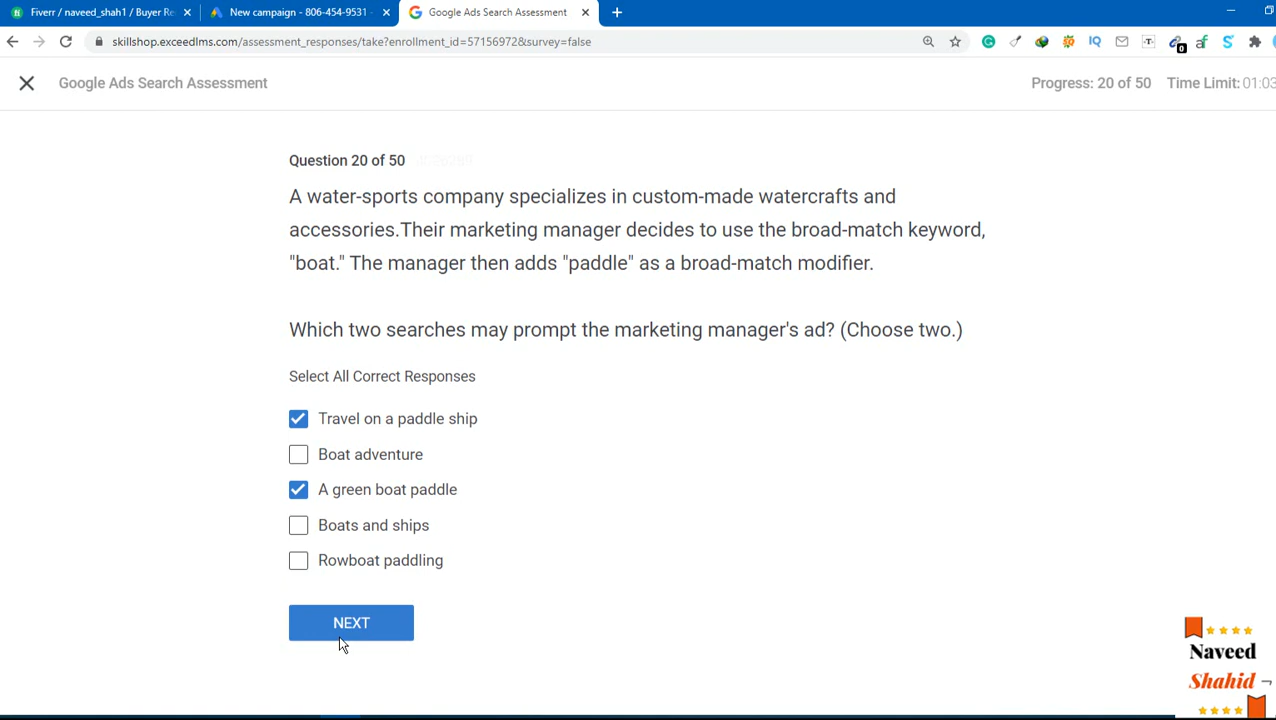 Fiverr / naveed_shah1 / Buyer Re
New campaign - 806-454-9531 -
Google Ads Search Assessment
skillshop.exceedlms.com/assessment_responses/take?enrollment_id=57156972&survey=false
Google Ads Search Assessment
Progress: 20 of 50
Time Limit: 01:03
Question 20 of 50
A water-sports company specializes in custom-made watercrafts and
accessories.Their marketing manager decides to use the broad-match keyword,
"boat." The manager then adds "paddle" as a broad-match modifier.
Which two searches may prompt the marketing manager's ad? (Choose two.)
Select All Correct Responses
Travel on a paddle ship
Boat adventure
A green boat paddle
Boats and ships
Rowboat paddling
NEXT
Naveed
Shahid